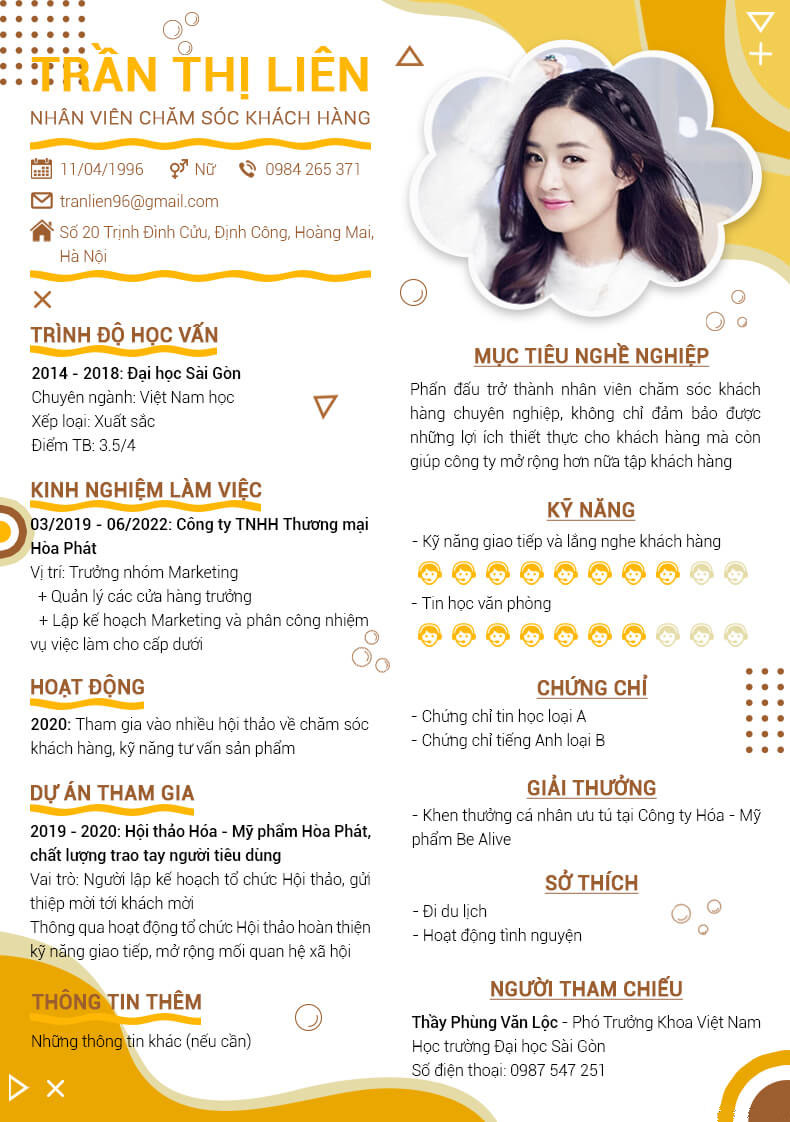 TRẦN THỊ LIÊN
NHÂN VIÊN CHĂM SÓC KHÁCH HÀNG
11/04/1996 Nữ 0984 265 371
tranlien96@gmail.com
Số 20 Trịnh Đình Cửu, Định Công, Hoàng Mai,
Hà Nội
TRÌNH ĐỘ HỌC VẤN
2014 - 2018: Đại học Sài Gòn
Chuyên ngành: Việt Nam học
Xếp loại: Xuất sắc
Điểm TB: 3.5/4
KINH NGHIỆM LÀM VIỆC
03/2019 - 06/2022: Công ty TNHH Thương mại
Hòa Phát
Vị trí: Trưởng nhóm Marketing
+ Quản lý các cửa hàng trưởng
+ Lập kế hoạch Marketing và phân công nhiệm
vụ việc làm cho cấp dưới
HOẠT ĐỘNG
2020: Tham gia vào nhiều hội thảo về chăm sóc
khách hàng, kỹ năng tư vấn sản phẩm
DỰ ÁN THAM GIA
2019 - 2020: Hội thảo Hóa - Mỹ phẩm Hòa Phát,
chất lượng trao tay người tiêu dùng
Vai trò: Người lập kế hoạch tổ chức Hội thảo, gửi
thiệp mời tới khách mời
Thông qua hoạt động tổ chức Hội thảo hoàn thiện
kỹ năng giao tiếp, mở rộng mối quan hệ xã hội
THÔNG TIN THÊM
Những thông tin khác (nếu cần)
MỤC TIÊU NGHỀ NGHIỆP
Phấn đấu trở thành nhân viên chăm sóc khách
hàng chuyên nghiệp, không chỉ đảm bảo được
những lợi ích thiết thực cho khách hàng mà còn
giúp công ty mở rộng hơn nữa tập khách hàng
KỸ NĂNG
- Kỹ năng giao tiếp và lắng nghe khách hàng
- Tin học văn phòng
CHỨNG CHỈ
- Chứng chỉ tin học loại A
- Chứng chỉ tiếng Anh loại B
GIẢI THƯỞNG
- Khen thưởng cá nhân ưu tú tại Công ty Hóa - Mỹ
phẩm Be Alive
SỞ THÍCH
- Đi du lịch
- Hoạt động tình nguyện
NGƯỜI THAM CHIẾU
Thầy Phùng Văn Lộc - Phó Trưởng Khoa Việt Nam
Học trường Đại học Sài Gòn
Số điện thoại: 0987 547 251